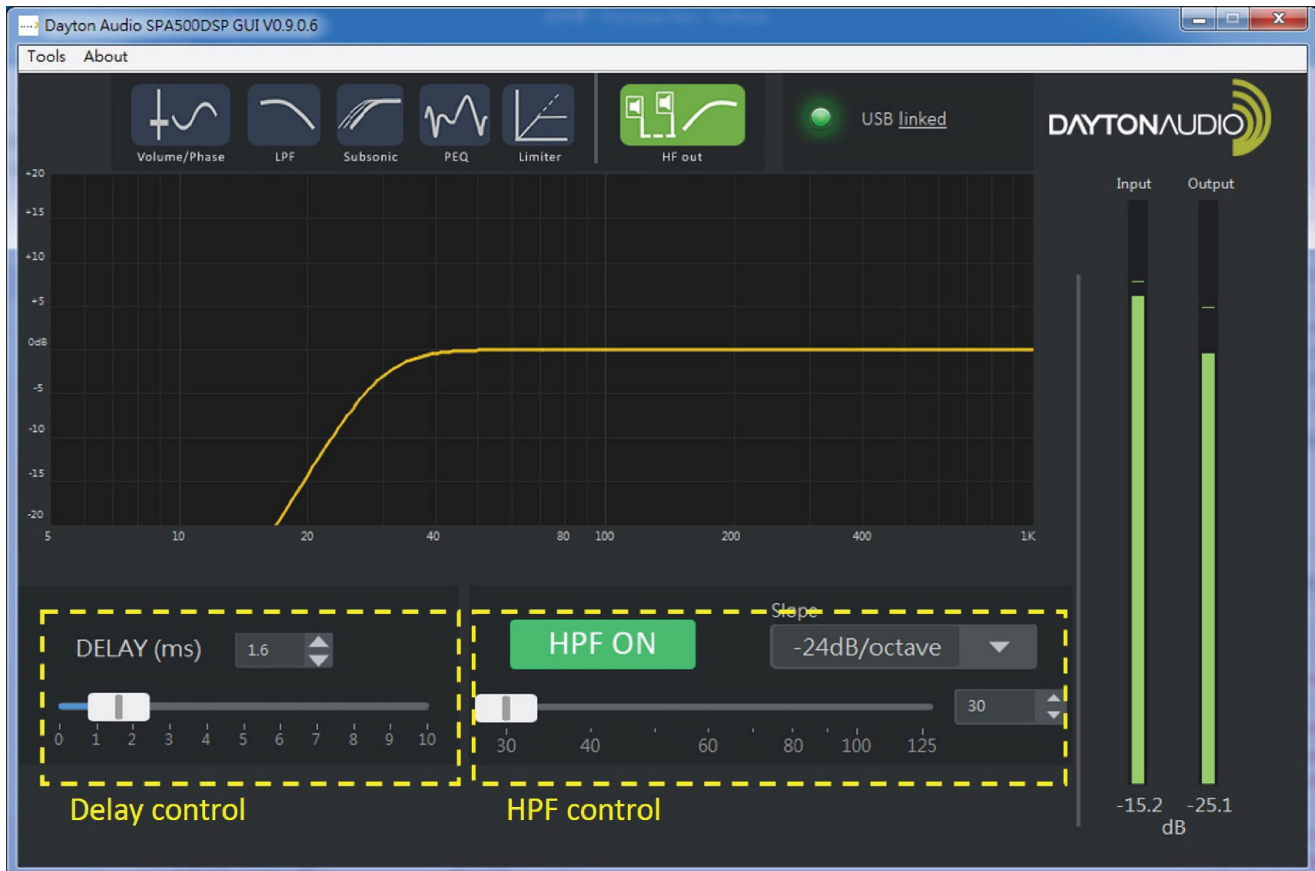 Dayton Audio SPA500DSP GUI V0.9.0.6
Tools About
Volume/Phase LPF Subsonic PEQ Limiter HF out
USB linked
DAYTON AUDIO
Input Output
+20
+15
+10
+5
0dB
-5
-10
-15
-20
5 10 20 40 80 100 200 400 1K
Slope
DELAY (ms) 1.6
HPF ON -24dB/octave
30
0 1 2 3 4 5 6 7 8 9 10
30 40 60 80 100 125
Delay control
HPF control
-15.2 -25.1
dB